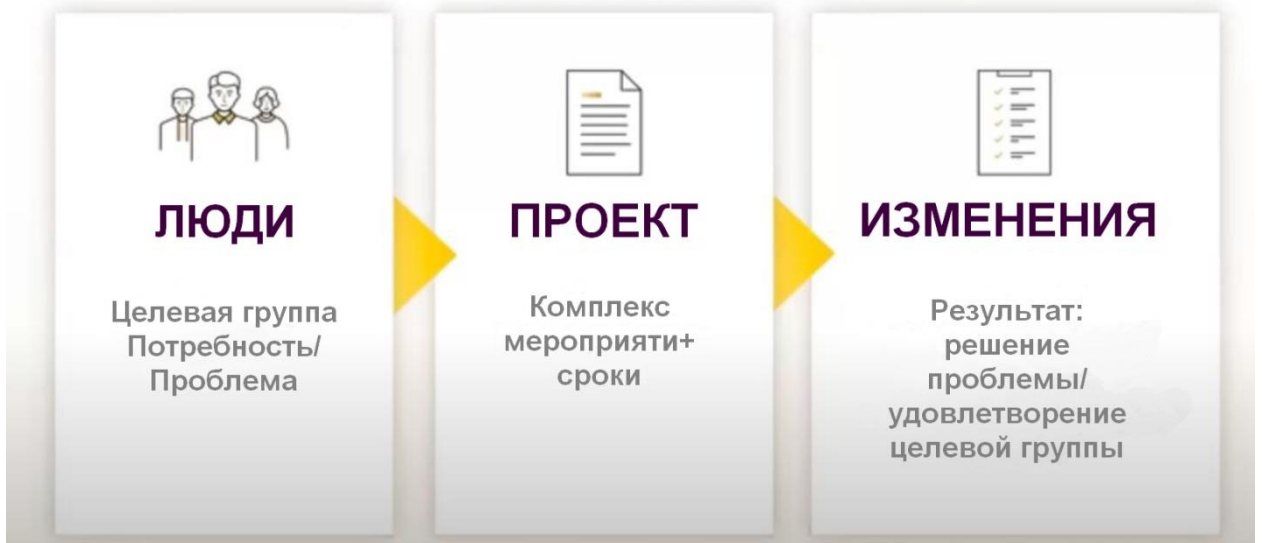 ЛЮДИ
Целевая группа
Потребность/
Проблема
ПРОЕКТ
Комплекс
мероприяти+
сроки
ИЗМЕНЕНИЯ
Результат:
решение
проблемы/
удовлетворение
целевой группы